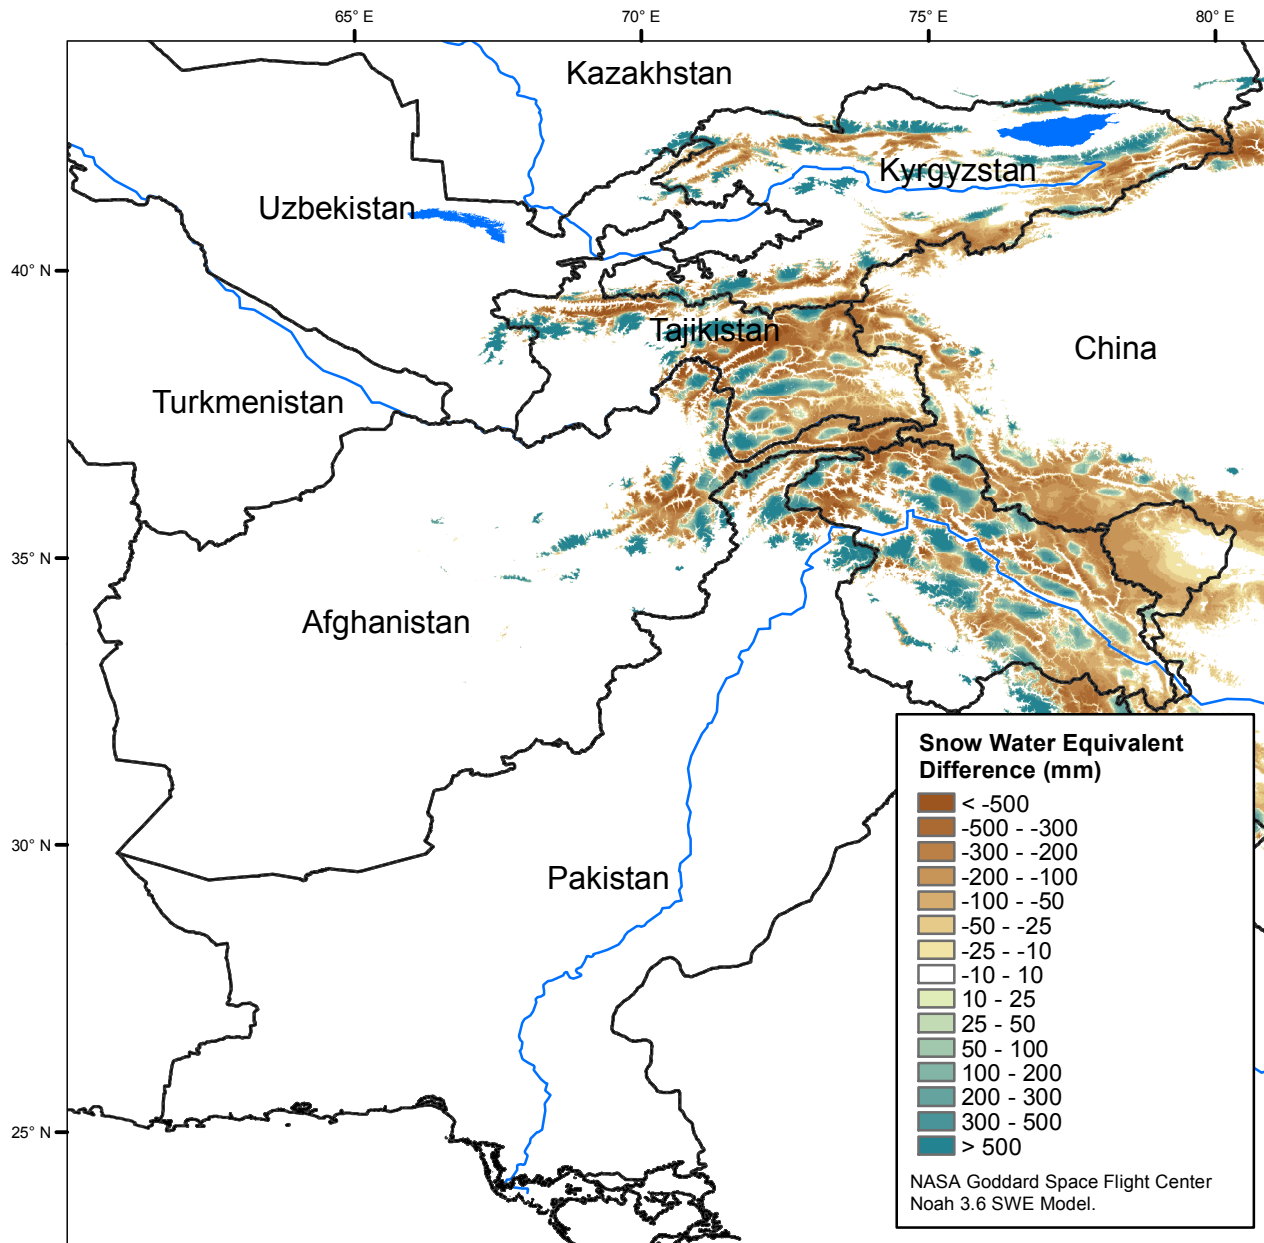 65° E
70° E
75° E
80° E
Kazakhstan
Kyrgyzstan
Uzbekistan
40° N
Tajikistan
China
Turkmenistan
35° N
Afghanistan
30° N
Pakistan
25° N
Snow Water Equivalent
Difference (mm)
< -500
-500 - -300
-300 - -200
-200 - -100
-100 - -50
-50 - -25
-25 - -10
-10 - 10
10 - 25
25 - 50
50 - 100
100 - 200
200 - 300
300 - 500
> 500
NASA Goddard Space Flight Center
Noah 3.6 SWE Model.